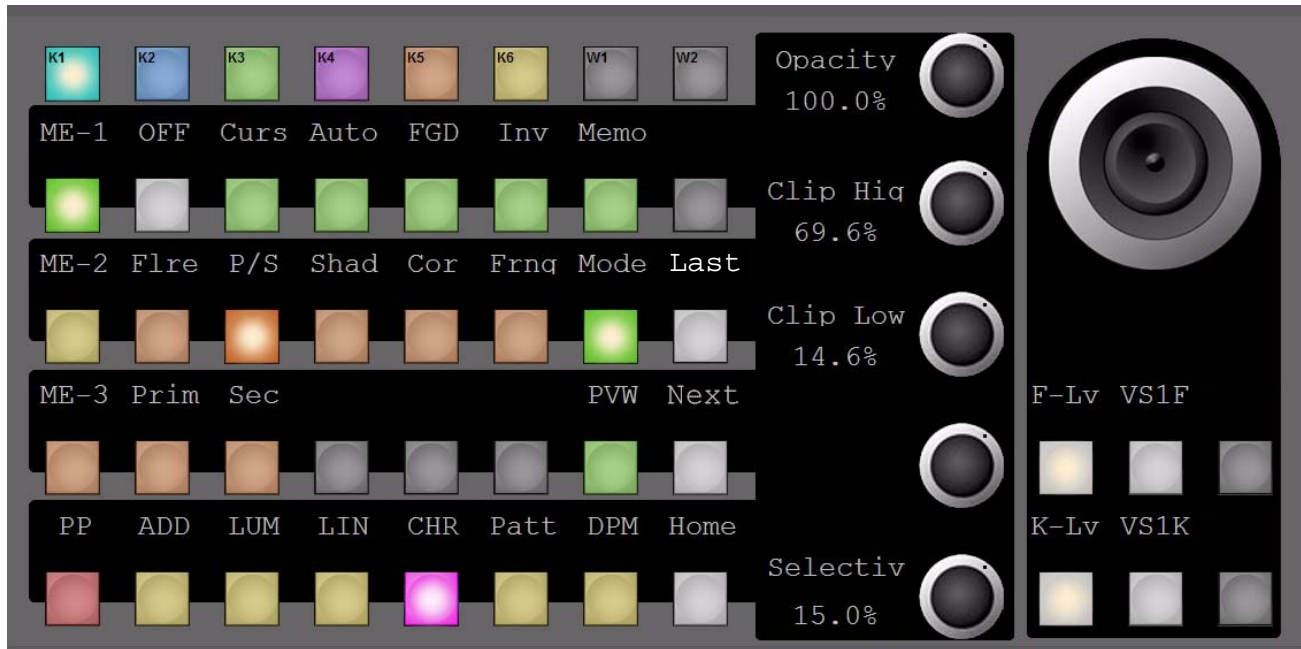 K1 K2 K3 K4 K5 K6 W1 W2
Opacity
100.0%
ME-1 OFF Curs Auto FGD Inv Memo
Clip Hig
69.6%
ME-2 Flre P/S Shad Cor Frng Mode Last
Clip Low
14.6%
ME-3 Prim Sec PVW Next
F-Lv VS1F
PP ADD LUM LIN CHR Patt DPM Home
K-Lv VS1K
Selectiv
15.0%